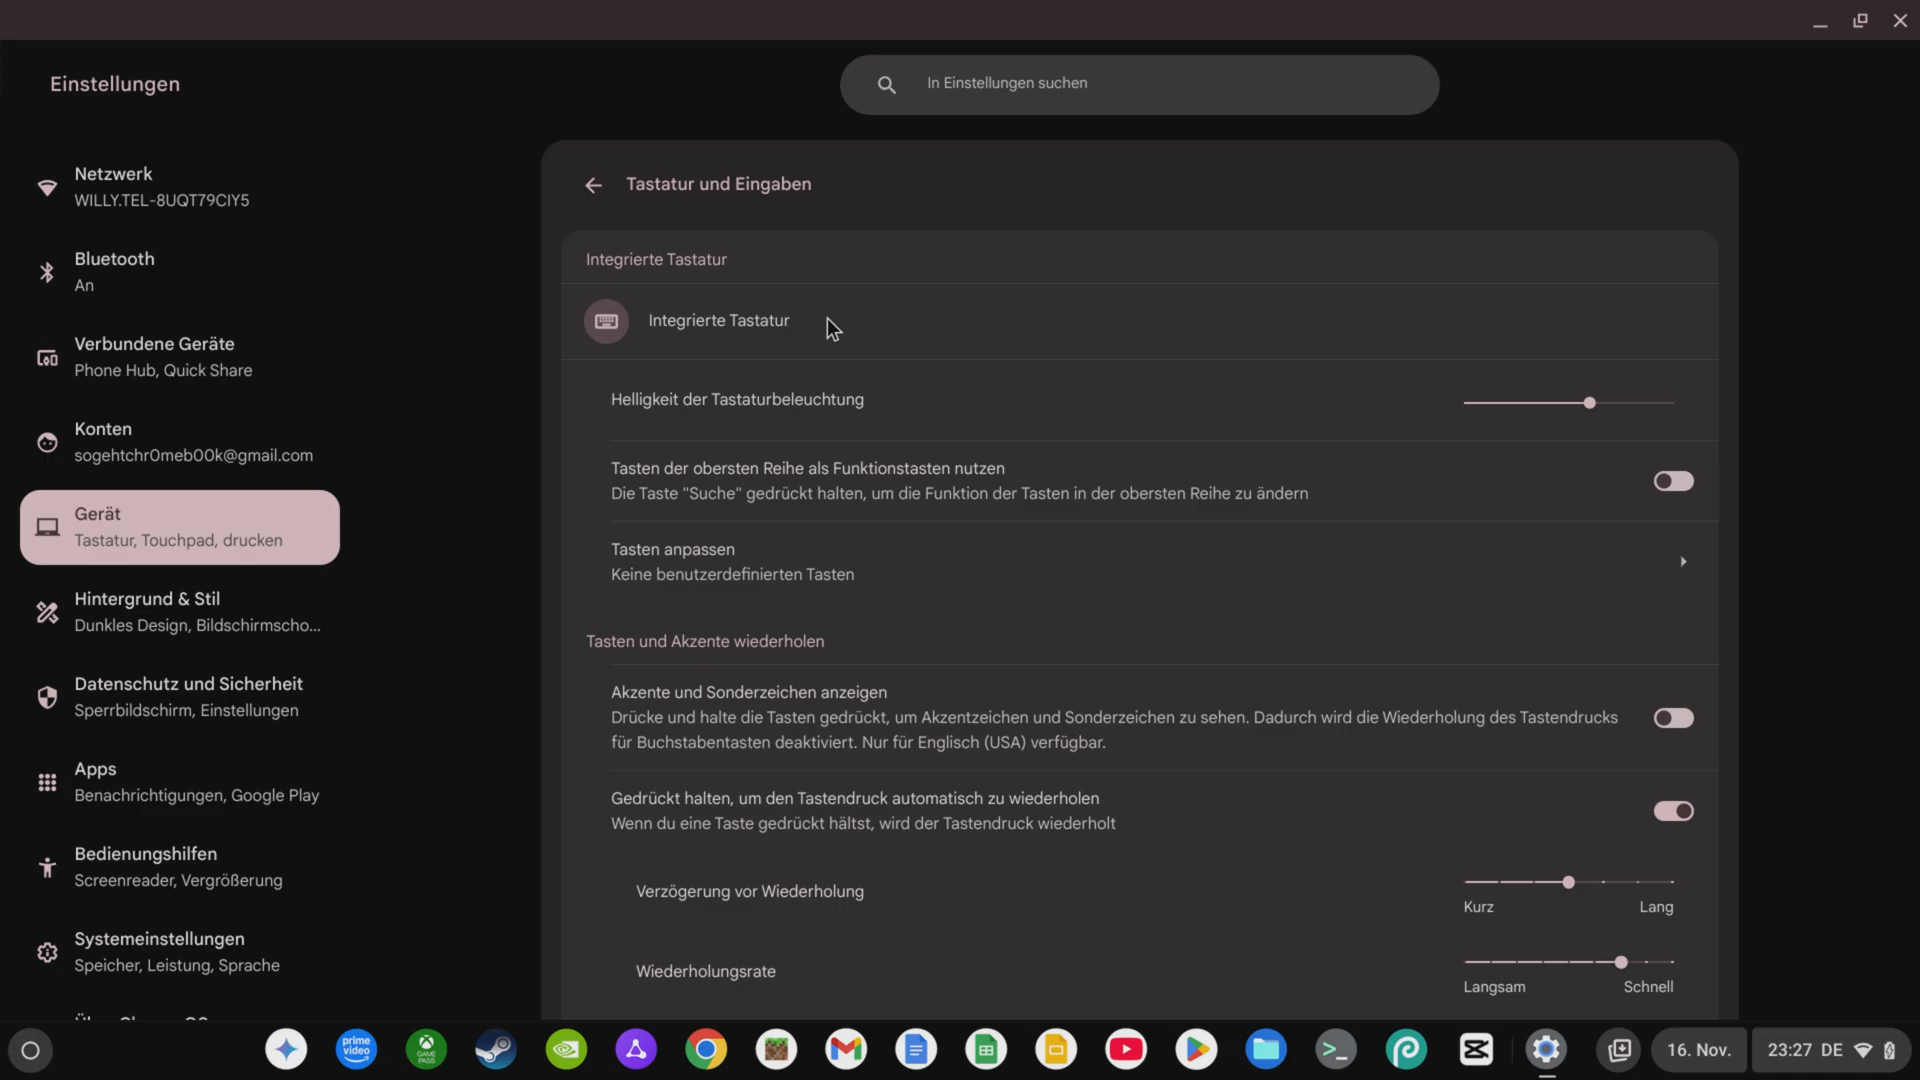 Einstellungen
In Einstellungen suchen
Netzwerk
WILLY.TEL-8UQT79CIY5
Bluetooth
An
Verbundene Geräte
Phone Hub, Quick Share
Konten
sogehtchr0meb00k@gmail.com
Gerät
Tastatur, Touchpad, drucken
Hintergrund & Stil
Dunkles Design, Bildschirmscho...
Datenschutz und Sicherheit
Sperrbildschirm, Einstellungen
Apps
Benachrichtigungen, Google Play
Bedienungshilfen
Screenreader, Vergrößerung
Systemeinstellungen
Speicher, Leistung, Sprache
Tastatur und Eingaben
Integrierte Tastatur
Integrierte Tastatur
Helligkeit der Tastaturbeleuchtung
Tasten der obersten Reihe als Funktionstasten nutzen
Die Taste "Suche" gedrückt halten, um die Funktion der Tasten in der obersten Reihe zu ändern
Tasten anpassen
Keine benutzerdefinierten Tasten
Tasten und Akzente wiederholen
Akzente und Sonderzeichen anzeigen
Drücke und halte die Tasten gedrückt, um Akzentzeichen und Sonderzeichen zu sehen. Dadurch wird die Wiederholung des Tastendrucks
für Buchstabentasten deaktiviert. Nur für Englisch (USA) verfügbar.
Gedrückt halten, um den Tastendruck automatisch zu wiederholen
Wenn du eine Taste gedrückt hältst, wird der Tastendruck wiederholt
Verzögerung vor Wiederholung
Kurz Lang
Wiederholungsrate
Langsam Schnell
prime
video
GAME
PASS
16. Nov.
23:27 DE